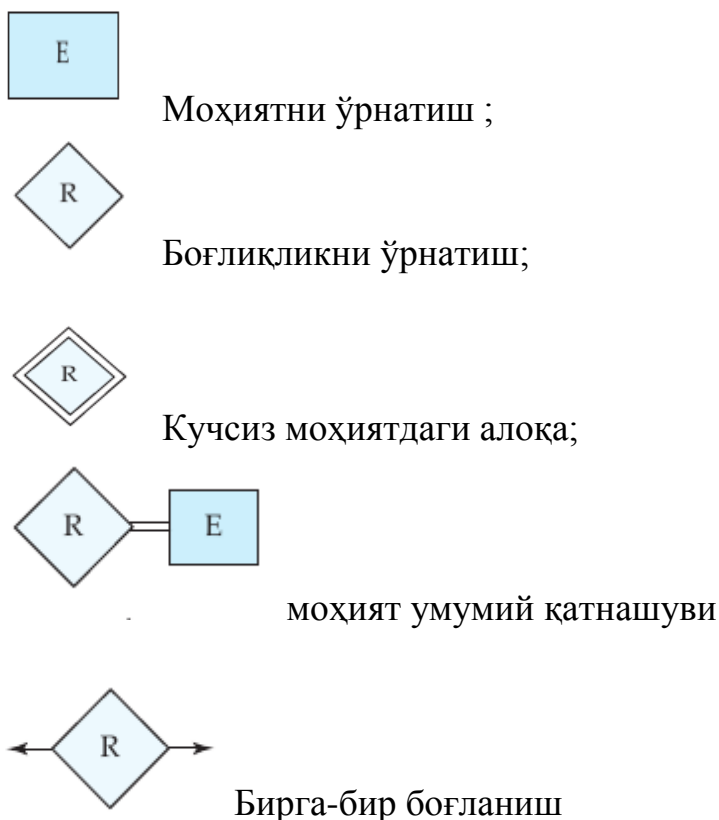 E
Моҳиятни ўрнатиш ;
R
Боғлиқликни ўрнатиш;
R
Кучсиз моҳиятдаги алоқа;
R E
моҳият умумий қатнашуви
R
Бирга-бир боғланиш